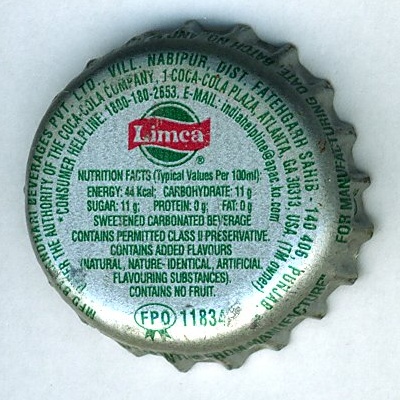 BEVERAGES PVT. LTD., VILL. NABIPUR, DIST. FATEHGARH SAHIB - 140 406, PUNJAB
THE AUTHORITY OF THE COCA-COLA COMPANY, 1 COCA-COLA PLAZA, ATLANTA, GA 30313, USA (TM owner)
CONSUMER HELPLINE: 1800-180-2653, E-MAIL- indiahelpline@apac.ko.com
Limca®
NUTRITION FACTS (Typical Values Per 100ml):
ENERGY: 44 Kcal; CARBOHYDRATE: 11 g
SUGAR: 11 g; PROTEIN: 0 g; FAT: 0 g
SWEETENED CARBONATED BEVERAGE
CONTAINS PERMITTED CLASS II PRESERVATIVE.
CONTAINS ADDED FLAVOURS
(NATURAL, NATURE-IDENTICAL, ARTIFICIAL
FLAVOURING SUBSTANCES).
CONTAINS NO FRUIT.
FPO 11834
FOR MANUFACTURING DATE, BATCH NO.